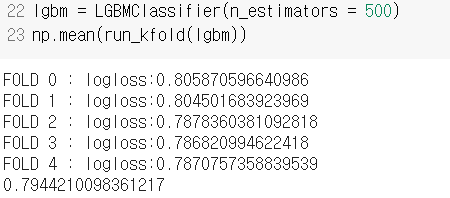 22 lgbm = LGBMClassifier(n_estimators = 500)
23 np.mean(run_kfold(lgbm))
FOLD 0 : logloss:0.805870596640986
FOLD 1 : logloss:0.804501683923969
FOLD 2 : logloss:0.7878360381092818
FOLD 3 : logloss:0.786820994622418
FOLD 4 : logloss:0.7870757358839539
0.7944210098361217